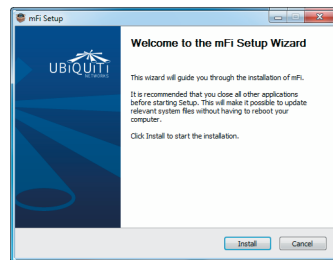 mFi Setup
Welcome to the mFi Setup Wizard
UBiQUiTi
NETWORKS
This wizard will guide you through the installation of mFi.
It is recommended that you close all other applications
before starting Setup. This will make it possible to update
relevant system files without having to reboot your
computer.
Click Install to start the installation.
Install
Cancel